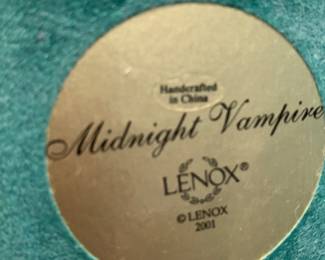 Handcrafted
in China
Midnight Vampire
LENOX®
© LENOX
2001